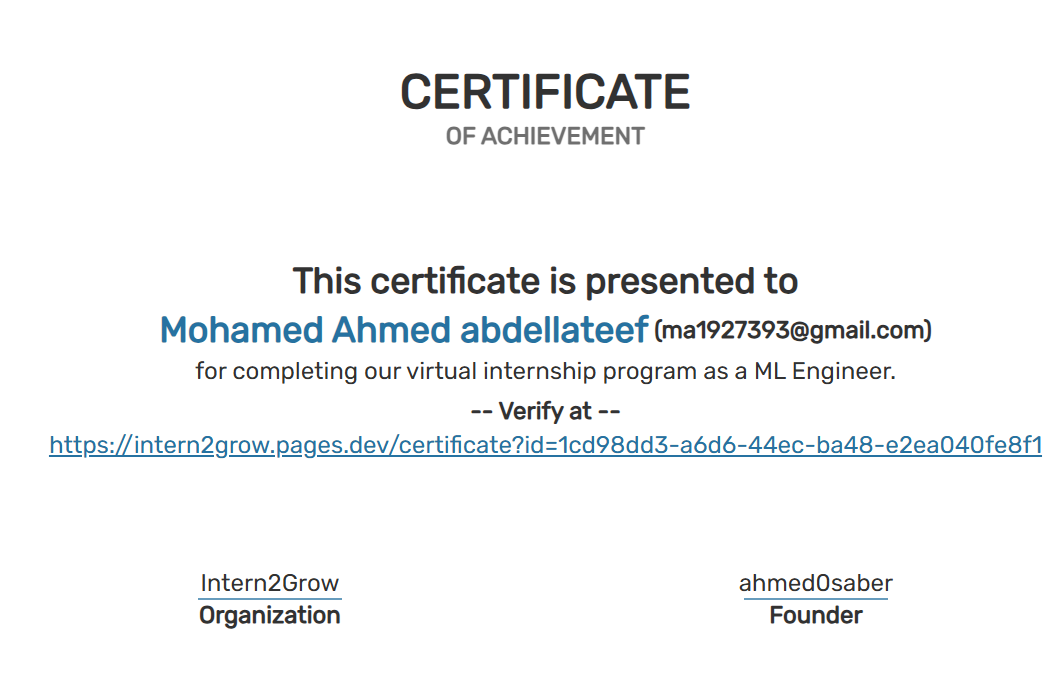 CERTIFICATE
OF ACHIEVEMENT
This certificate is presented to
Mohamed Ahmed abdellateef (ma1927393@gmail.com)
for completing our virtual internship program as a ML Engineer.
-- Verify at --
https://intern2grow.pages.dev/certificate?id=1cd98dd3-a6d6-44ec-ba48-e2ea040fe8f1
Intern2Grow
Organization
ahmed0saber
Founder